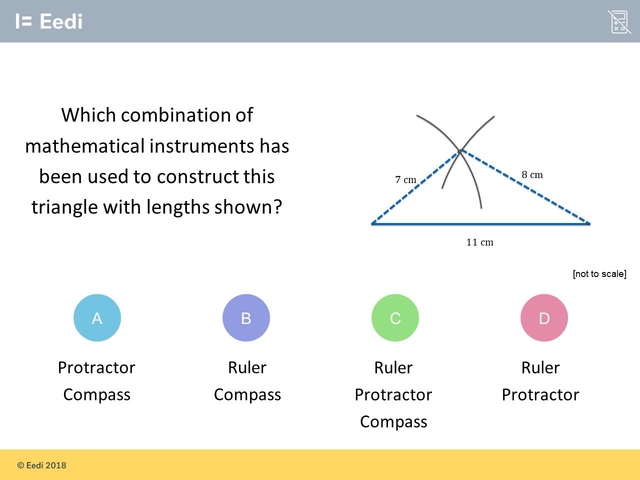 I= Eedi
Which combination of
mathematical instruments has
been used to construct this
triangle with lengths shown?
7 cm
8 cm
11 cm
[not to scale]
A
Protractor
Compass
B
Ruler
Compass
C
Ruler
Protractor
Compass
D
Ruler
Protractor
© Eedi 2018